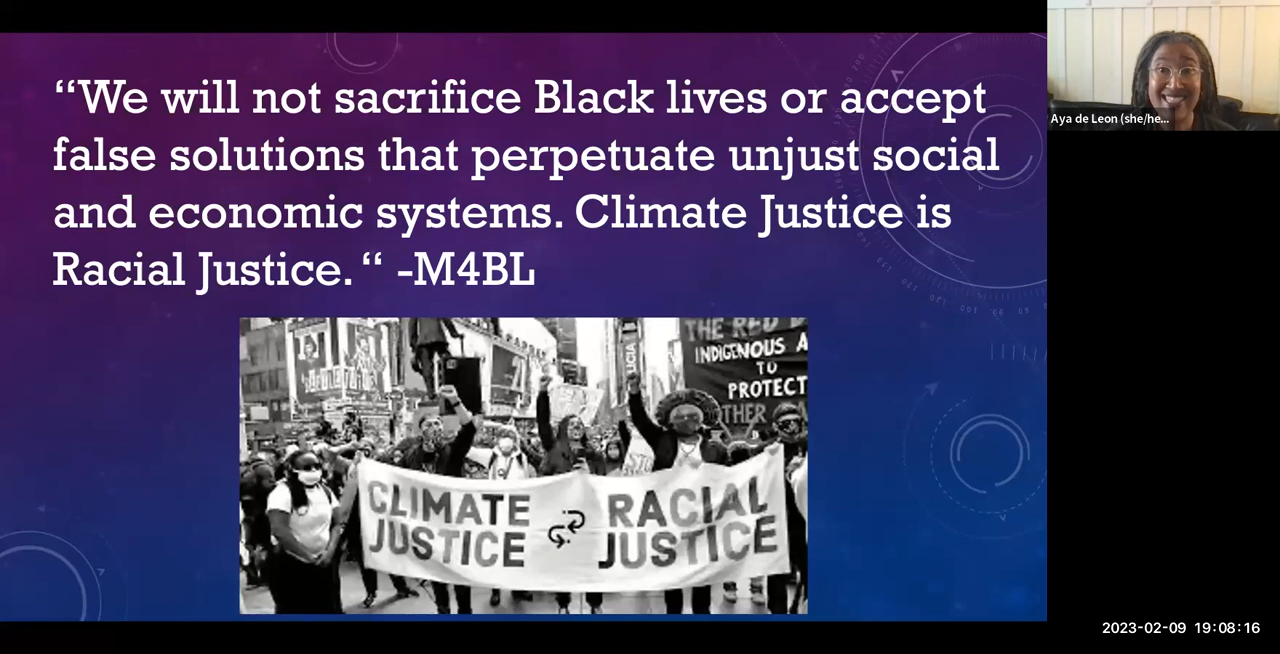 “We will not sacrifice Black lives or accept
false solutions that perpetuate unjust social
and economic systems. Climate Justice is
Racial Justice. “ -M4BL
Aya de Leon (she/he...
THE RED
INDIGENOUS A
TO
PROTECT
CLIMATE
JUSTICE
RACIAL
JUSTICE
2023-02-09 19:08:16